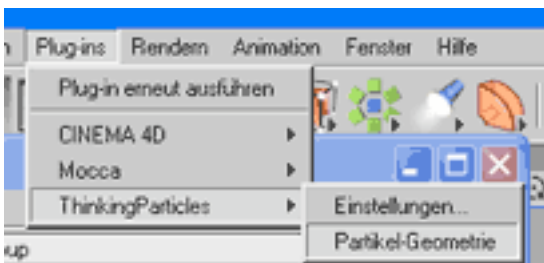 Plug-ins Rendern Animation Fenster Hilfe
Plug-in erneut ausführen
CINEMA 4D
Mocca
ThinkingParticles
Einstellungen...
Partikel-Geometrie